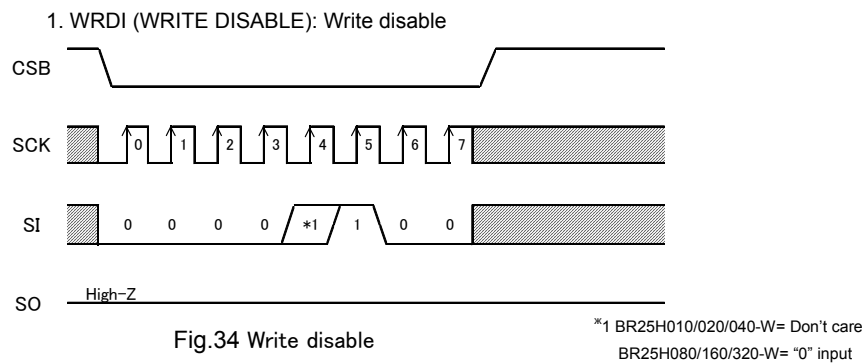 1. WRDI (WRITE DISABLE): Write disable
CSB
SCK 0 1 2 3 4 5 6 7
SI 0 0 0 0 *1 1 0 0
SO High-Z
Fig.34 Write disable
*1 BR25H010/020/040-W= Don't care
BR25H080/160/320-W= “0” input